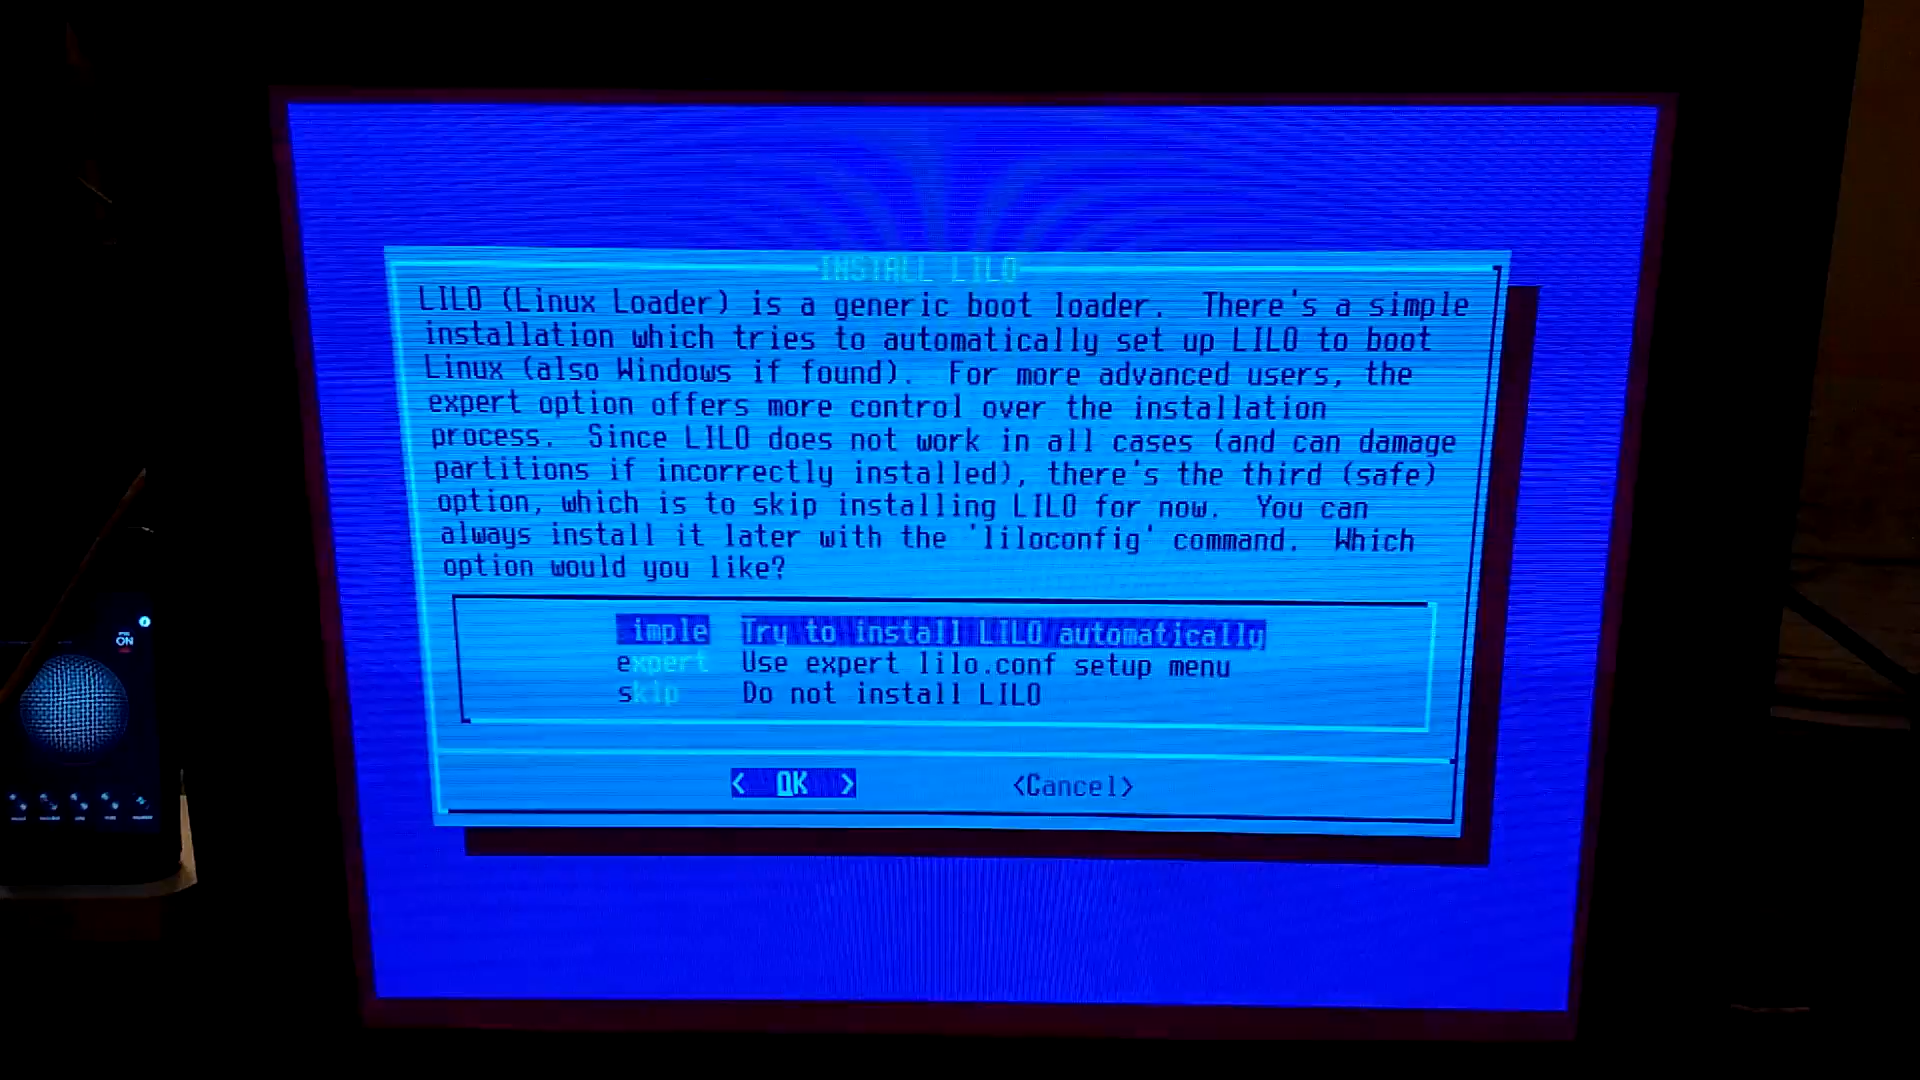 INSTALL LILO
LILO (Linux Loader) is a generic boot loader.  There's a simple
installation which tries to automatically set up LILO to boot
Linux (also Windows if found).  For more advanced users, the
expert option offers more control over the installation
process.  Since LILO does not work in all cases (and can damage
partitions if incorrectly installed), there's the third (safe)
option, which is to skip installing LILO for now.  You can
always install it later with the 'liloconfig' command.  Which
option would you like?
imple Try to install LILO automatically
expert Use expert lilo.conf setup menu
skip Do not install LILO
< OK > <Cancel>
ON